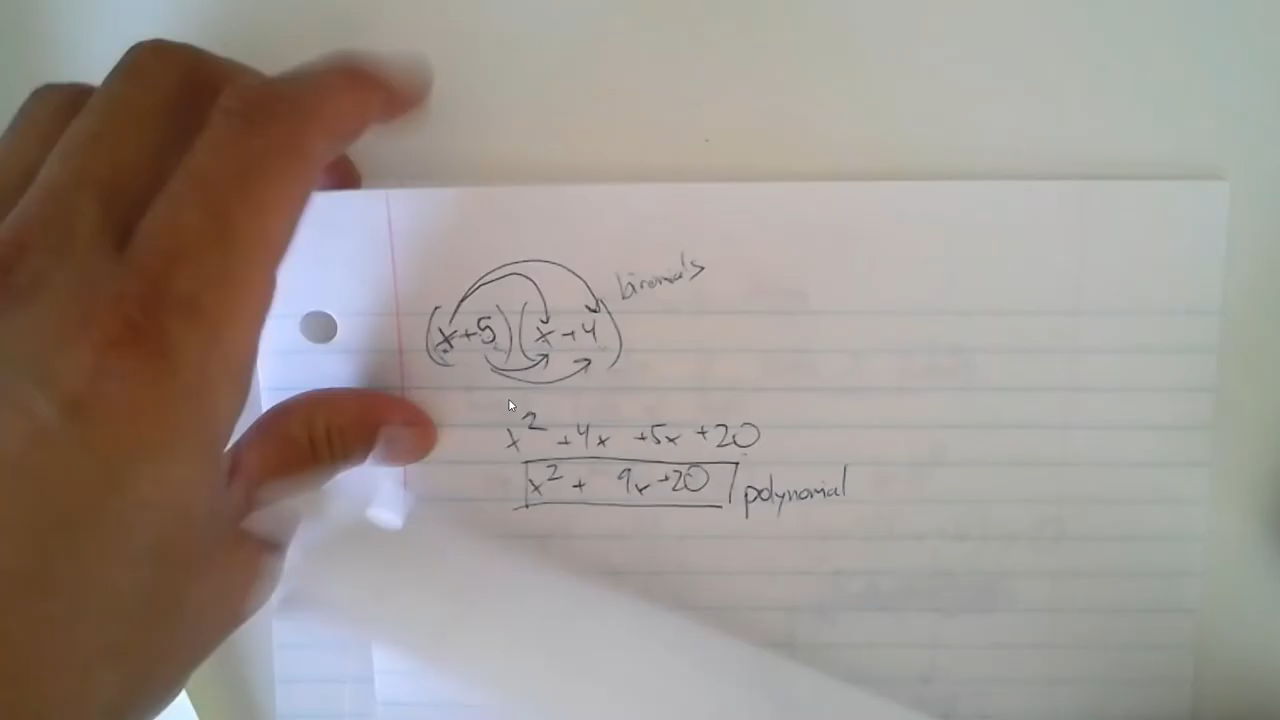 binomials
(x+5)(x+4)
x² +4x +5x +20
x² + 9x+20 polynomial